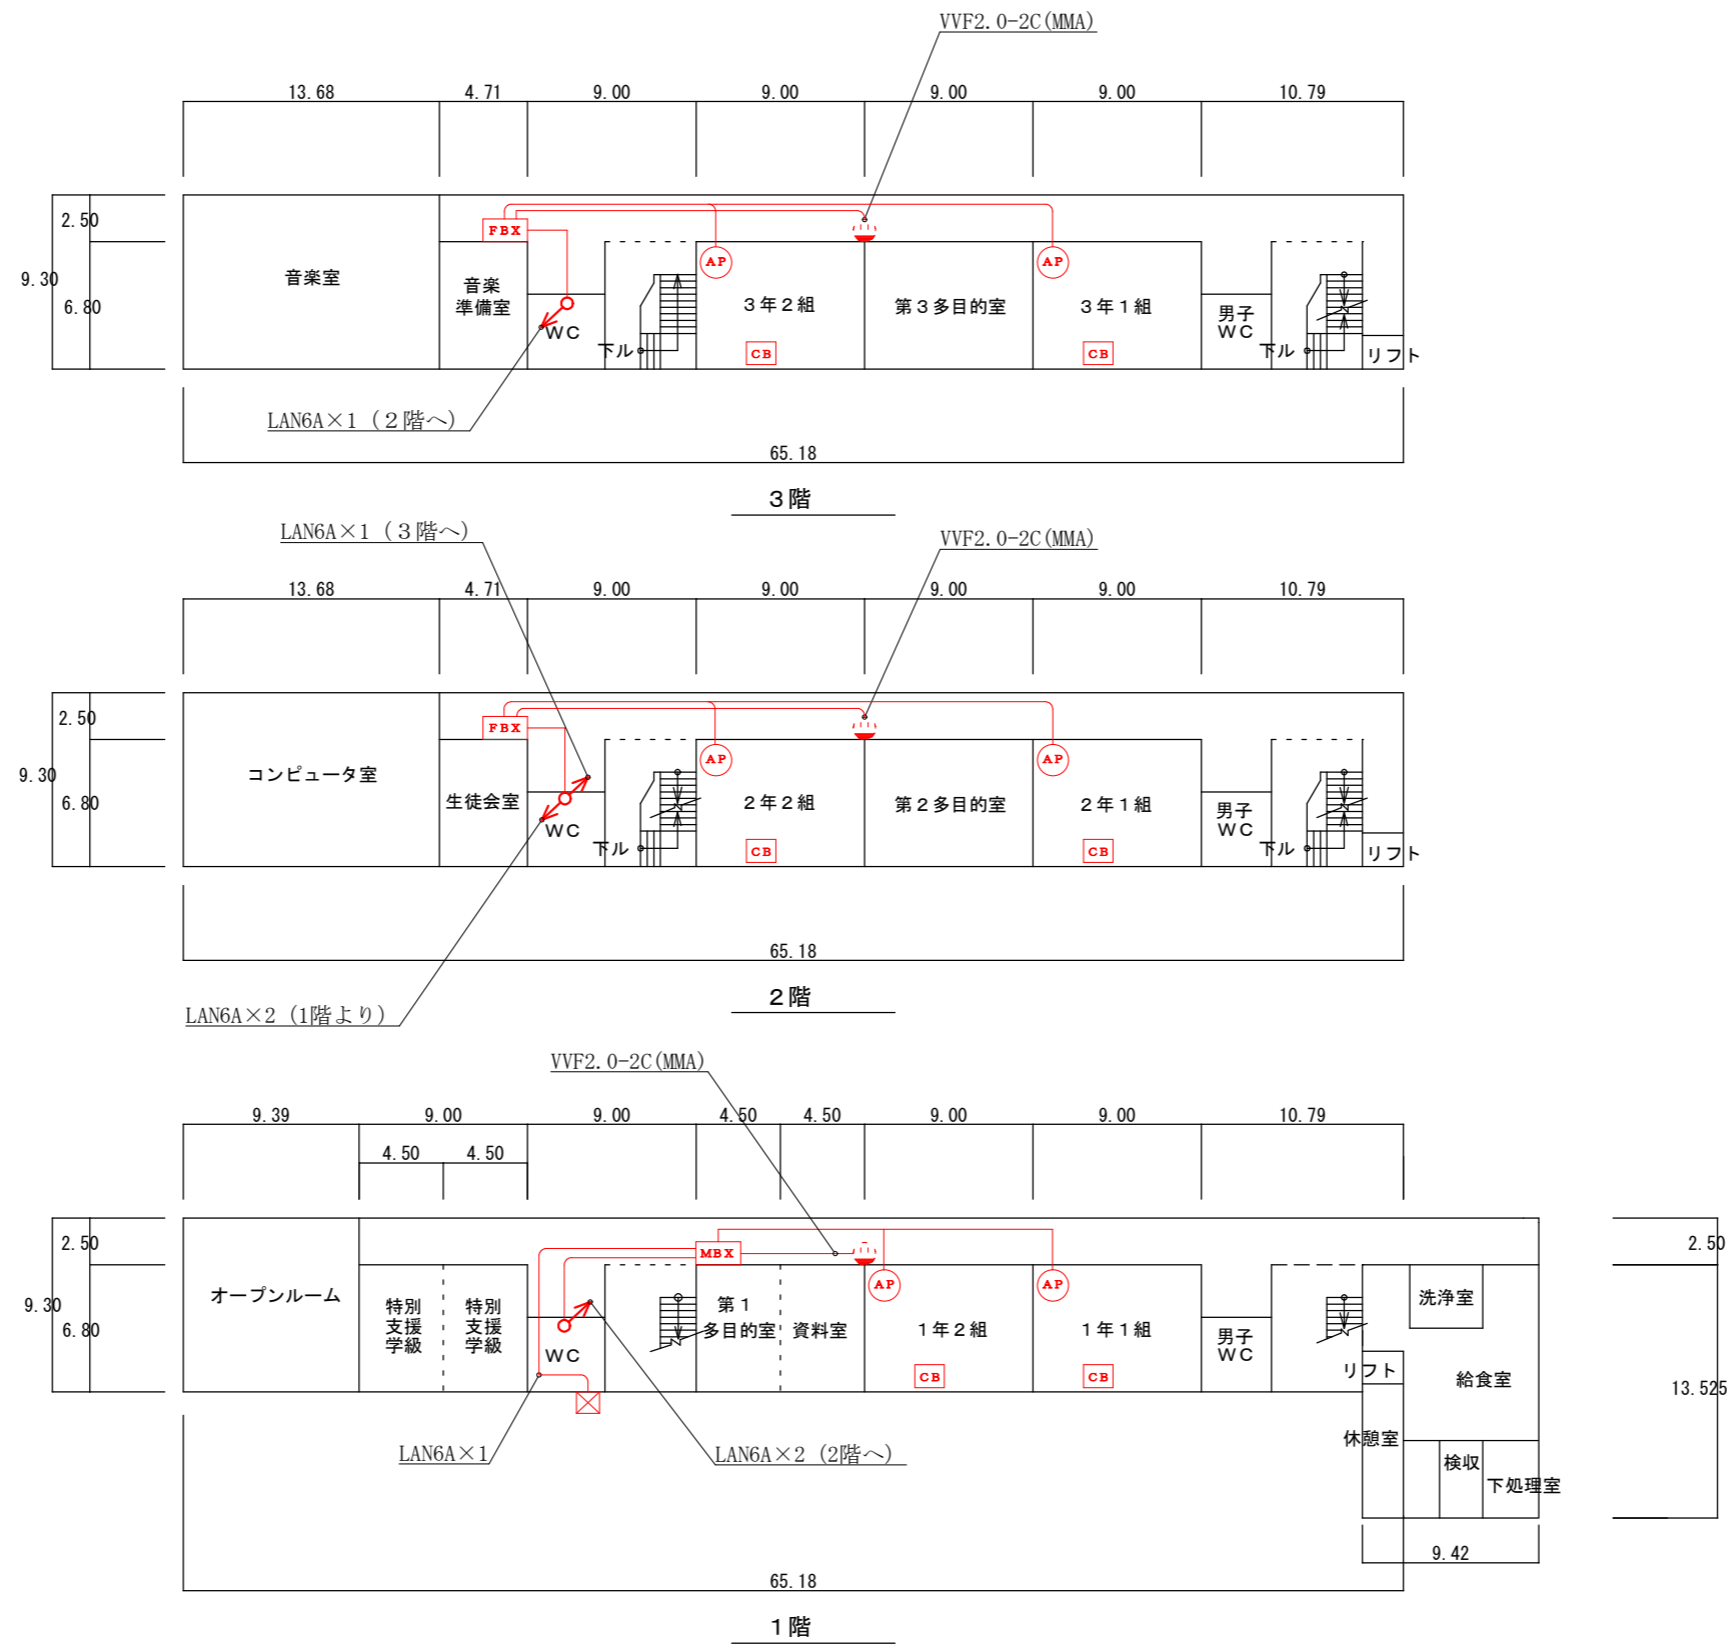 VVF2.0-2C(MMA)
13.68 4.71 9.00 9.00 9.00 9.00 10.79
2.50
9.30
6.80
FBX
AP
AP
音楽室
音楽
準備室
WC
下ル
3年2組
第3多目的室
3年1組
男子
WC
下ル
リフト
CB
CB
LAN6A×1(2階へ)
65.18
3階
LAN6A×1(3階へ)
VVF2.0-2C(MMA)
13.68 4.71 9.00 9.00 9.00 9.00 10.79
2.50
9.30
6.80
FBX
AP
AP
コンピュータ室
生徒会室
WC
下ル
2年2組
第2多目的室
2年1組
男子
WC
下ル
リフト
CB
CB
65.18
2階
LAN6A×2(1階より)
VVF2.0-2C(MMA)
9.39 9.00 9.00 4.50 4.50 9.00 9.00 10.79
4.50 4.50
2.50
9.30
6.80
2.50
13.525
MBX
AP
AP
オープンルーム
特別
支援
学級
特別
支援
学級
WC
第1
多目的室
資料室
1年2組
1年1組
男子
WC
リフト
洗浄室
給食室
CB
CB
休憩室
検収
下処理室
LAN6A×1
LAN6A×2(2階へ)
9.42
65.18
1階